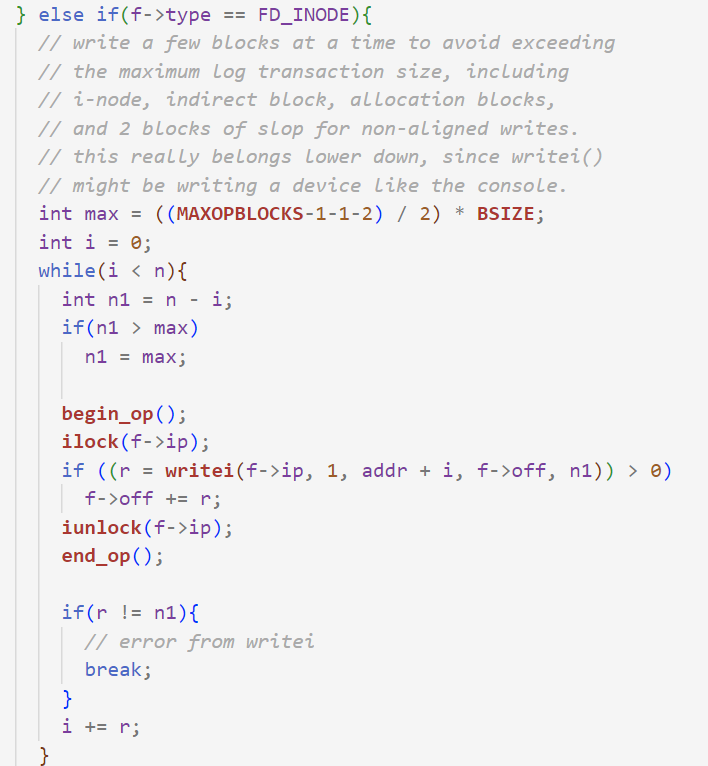 } else if(f->type == FD_INODE){
// write a few blocks at a time to avoid exceeding
// the maximum log transaction size, including
// i-node, indirect block, allocation blocks,
// and 2 blocks of slop for non-aligned writes.
// this really belongs lower down, since writei()
// might be writing a device like the console.
int max = ((MAXOPBLOCKS-1-1-2) / 2) * BSIZE;
int i = 0;
while(i < n){
int n1 = n - i;
if(n1 > max)
n1 = max;
begin_op();
ilock(f->ip);
if ((r = writei(f->ip, 1, addr + i, f->off, n1)) > 0)
f->off += r;
iunlock(f->ip);
end_op();
if(r != n1){
// error from writei
break;
}
i += r;
}